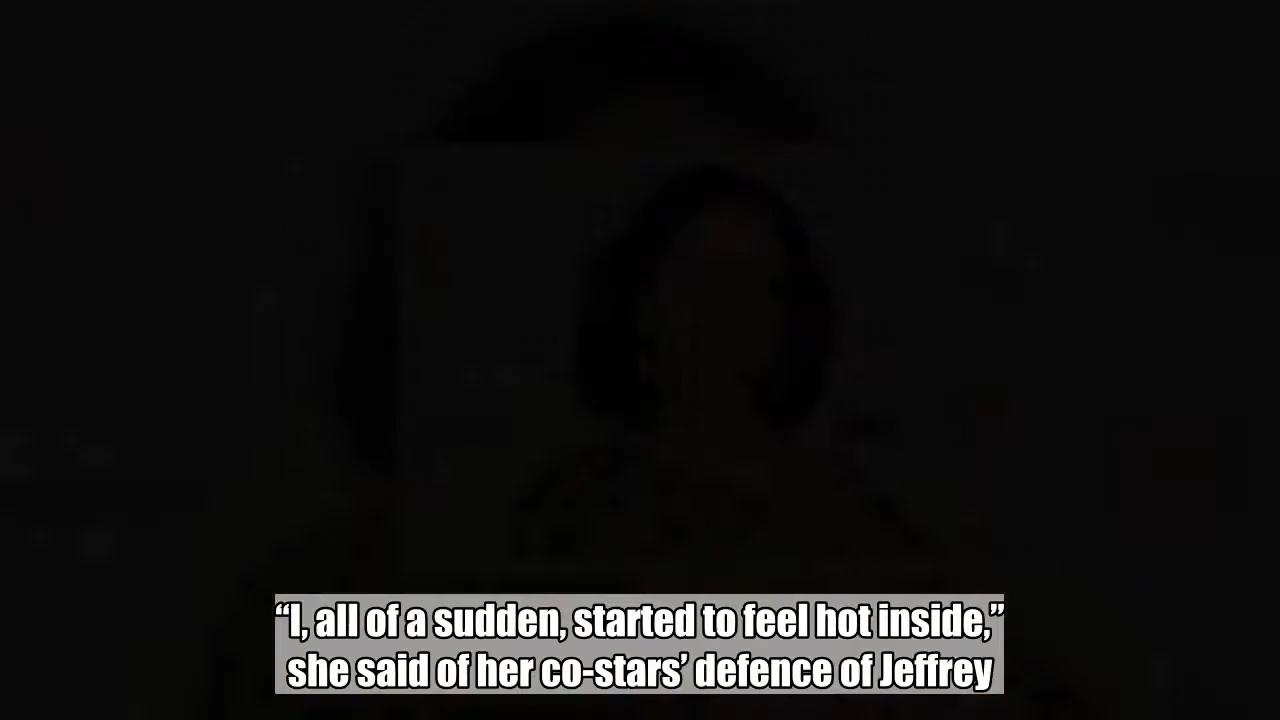 “I, all of a sudden, started to feel hot inside,”
she said of her co-stars’ defence of Jeffrey